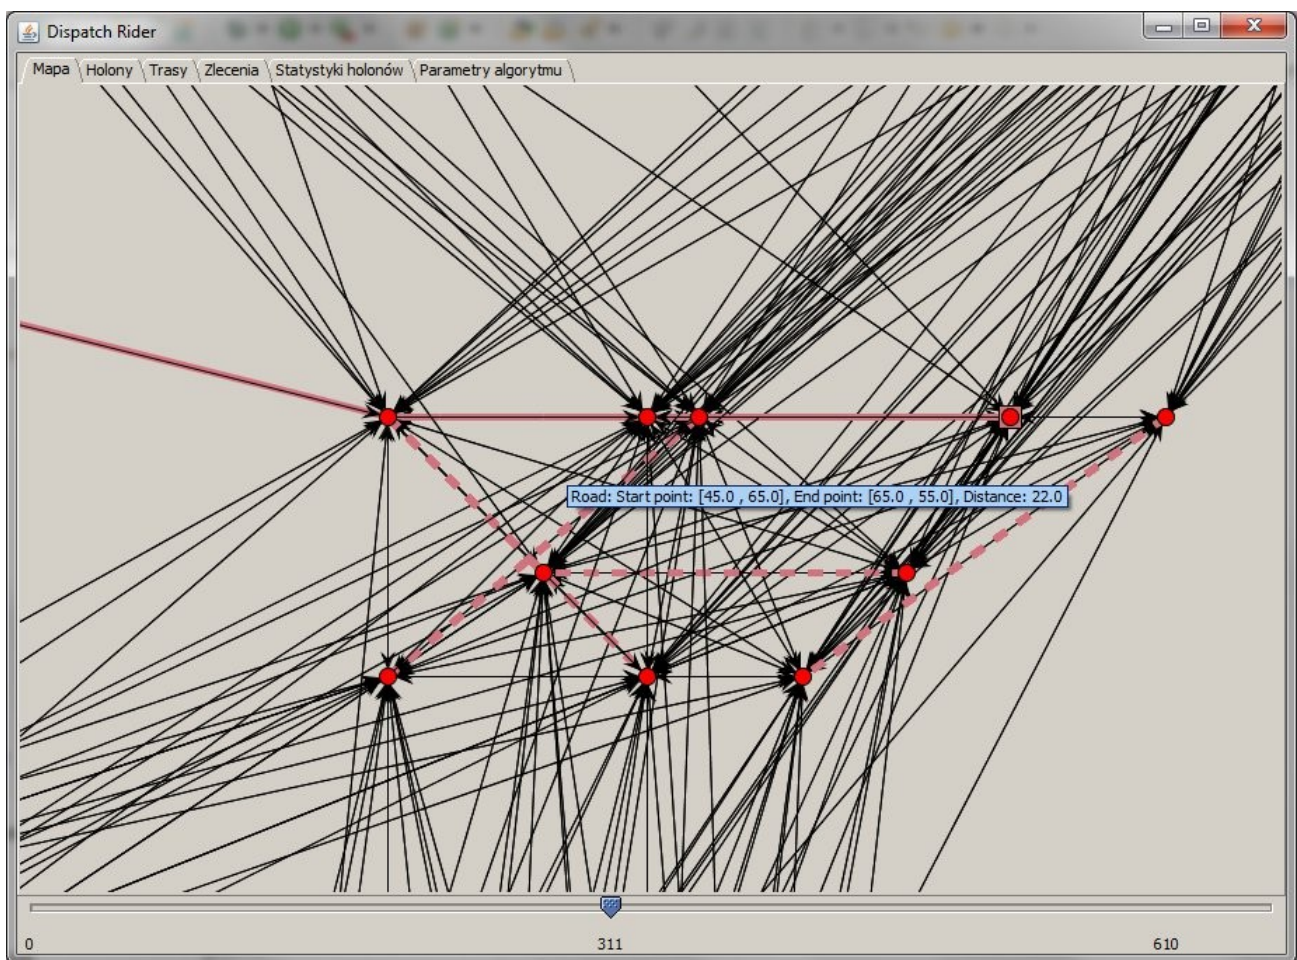 Dispatch Rider
Mapa Holony Trasy Zlecenia Statystyki holonów Parametry algorytmu
Road: Start point: [45.0 , 65.0], End point: [65.0 , 55.0], Distance: 22.0
0 311 610